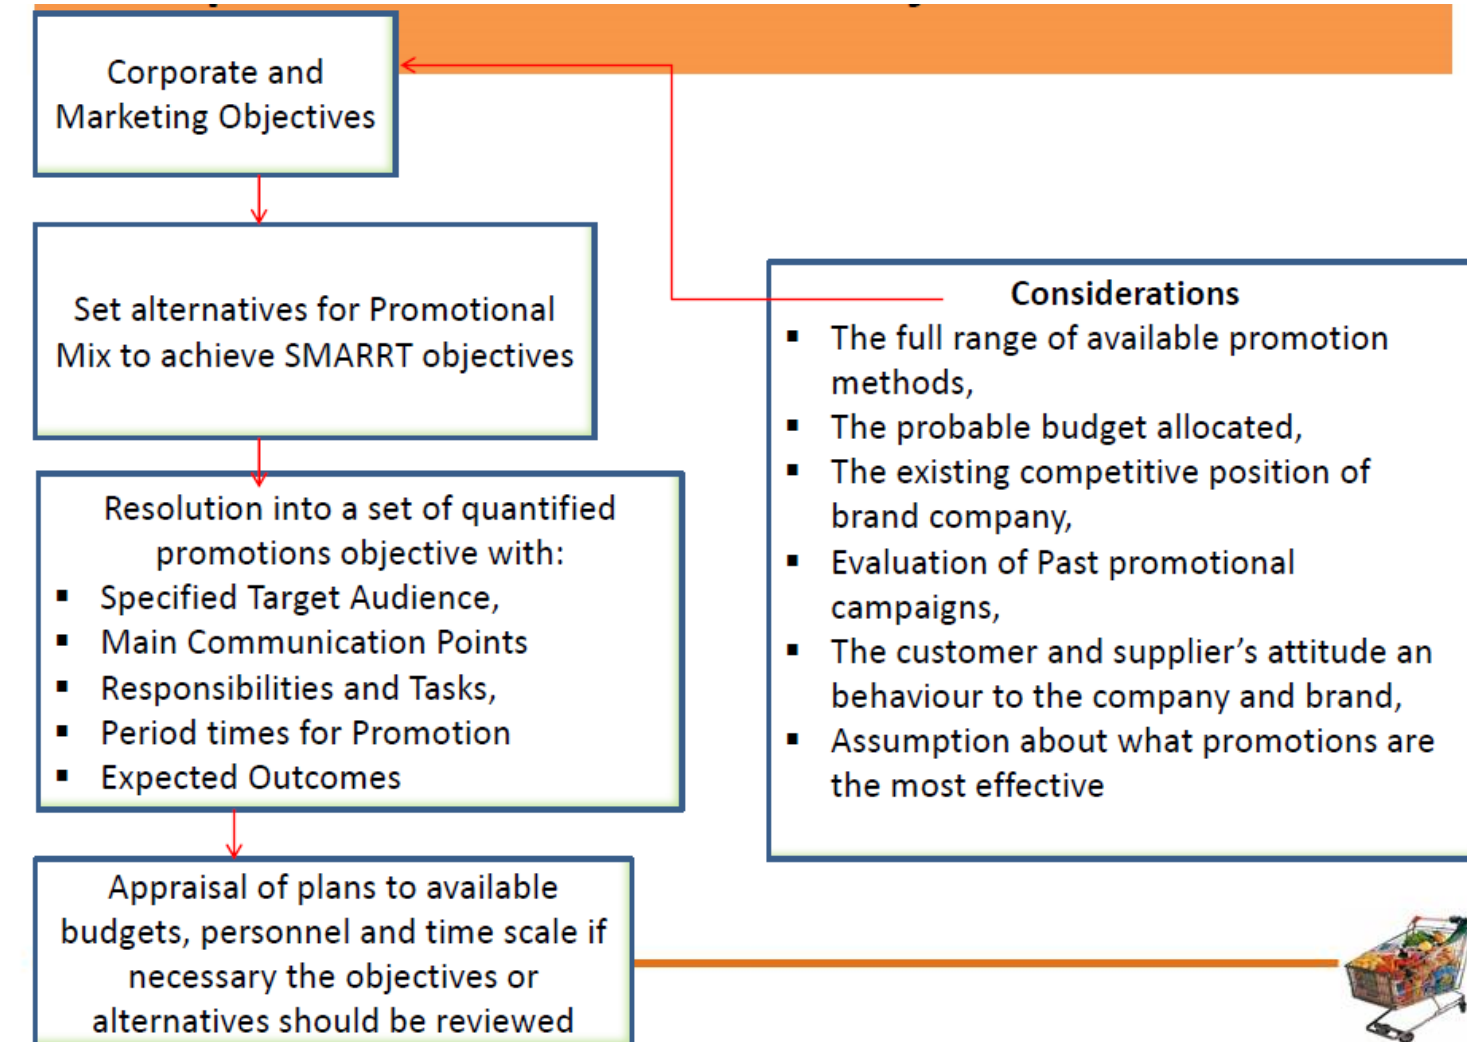 Corporate and
Marketing Objectives
Set alternatives for Promotional
Mix to achieve SMARRT objectives
Resolution into a set of quantified
promotions objective with:
▪ Specified Target Audience,
▪ Main Communication Points
▪ Responsibilities and Tasks,
▪ Period times for Promotion
▪ Expected Outcomes
Appraisal of plans to available
budgets, personnel and time scale if
necessary the objectives or
alternatives should be reviewed
Considerations
▪ The full range of available promotion
methods,
▪ The probable budget allocated,
▪ The existing competitive position of
brand company,
▪ Evaluation of Past promotional
campaigns,
▪ The customer and supplier’s attitude an
behaviour to the company and brand,
▪ Assumption about what promotions are
the most effective